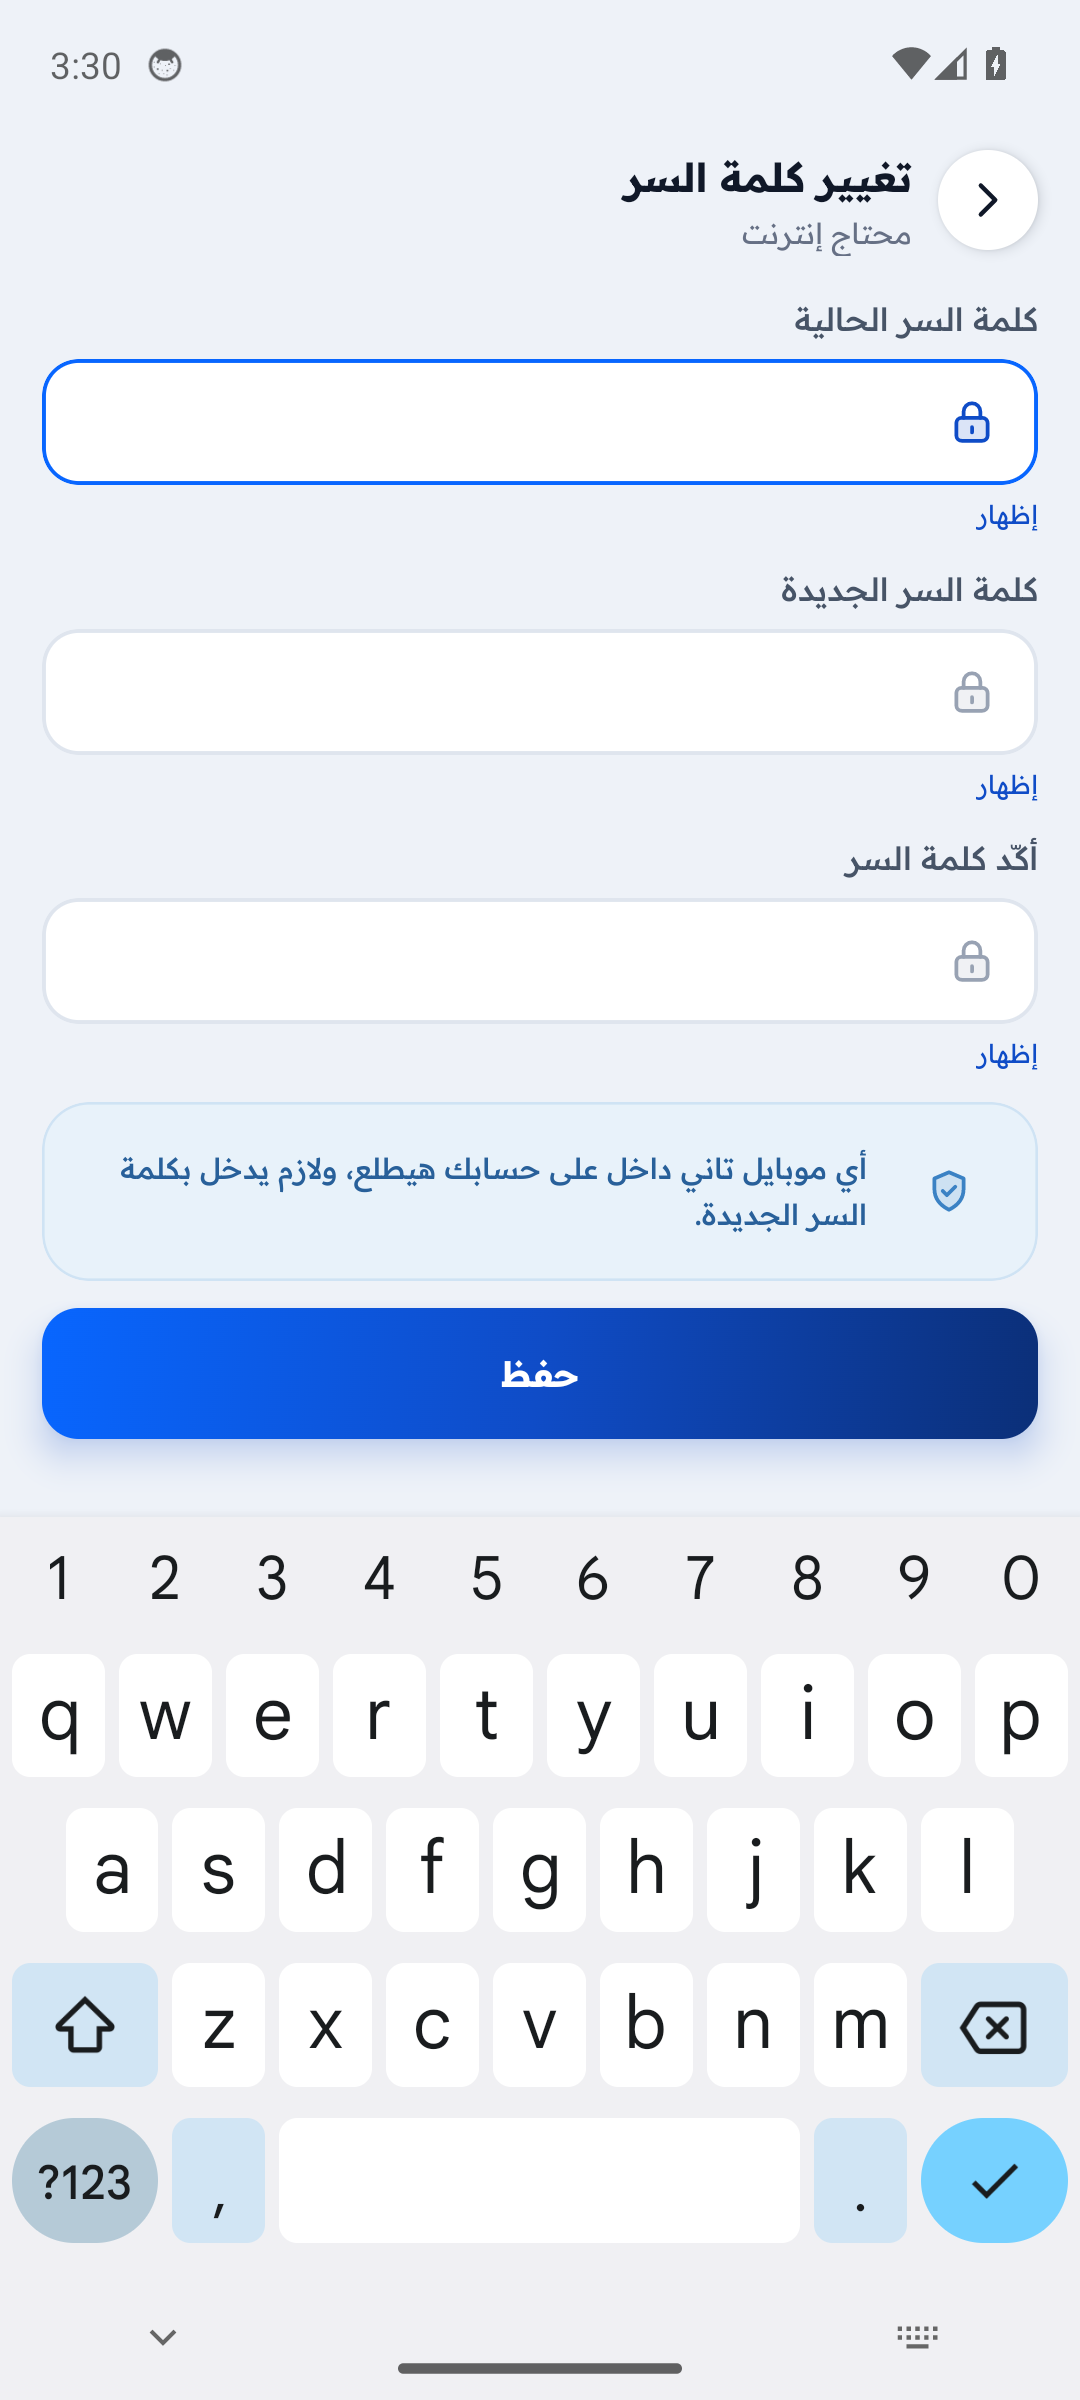 3:30
تغيير كلمة السر
محتاج إنترنت
كلمة السر الحالية
إظهار
كلمة السر الجديدة
إظهار
أكّد كلمة السر
إظهار
أي موبايل تاني داخل على حسابك هيطلع، ولازم يدخل بكلمة
السر الجديدة.
حفظ
1 2 3 4 5 6 7 8 9 0
q w e r t y u i o p
a s d f g h j k l
z x c v b n m
?123 , .